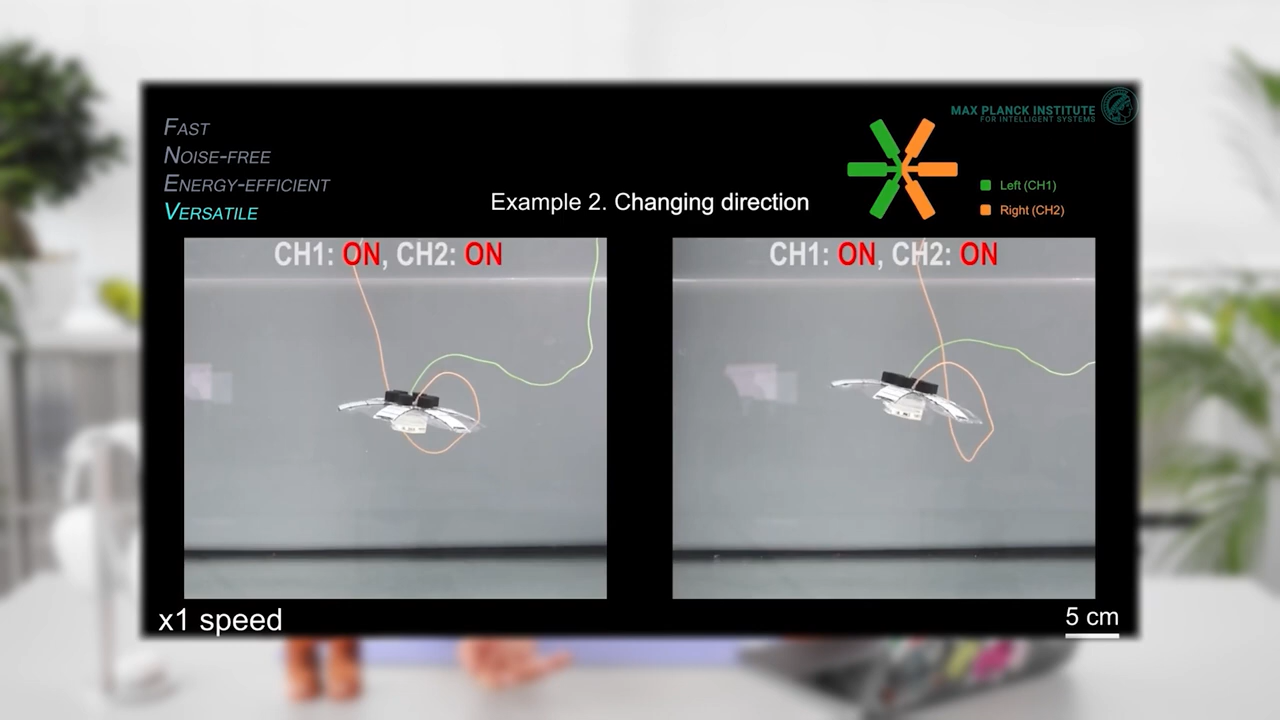 FAST
NOISE-FREE
ENERGY-EFFICIENT
VERSATILE
Example 2. Changing direction
MAX PLANCK INSTITUTE
FOR INTELLIGENT SYSTEMS
Left (CH1)
Right (CH2)
CH1: ON, CH2: ON
CH1: ON, CH2: ON
x1 speed
5 cm